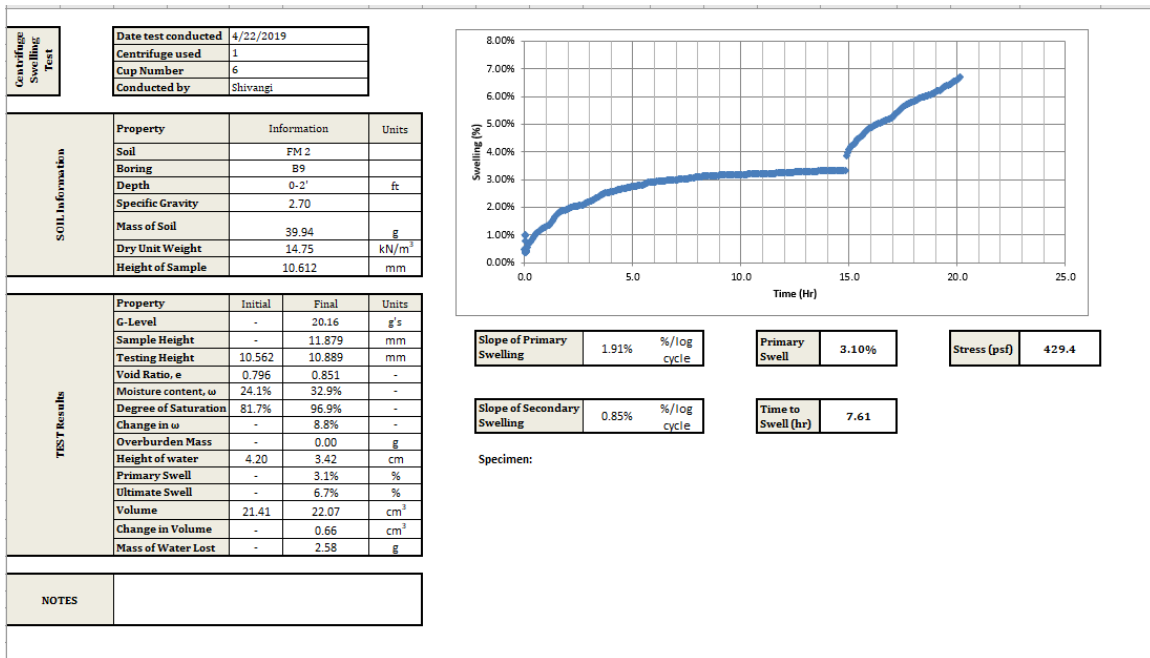 Centrifuge
Swelling
Test
Date test conducted 4/22/2019
Centrifuge used 1
Cup Number 6
Conducted by Shivangi
SOIL Information
Property Information Units
Soil FM 2
Boring B9
Depth 0-2' ft
Specific Gravity 2.70
Mass of Soil 39.94 g
Dry Unit Weight 14.75 kN/m³
Height of Sample 10.612 mm
TEST Results
Property Initial Final Units
G-Level - 20.16 g's
Sample Height - 11.879 mm
Testing Height 10.562 10.889 mm
Void Ratio, e 0.796 0.851 -
Moisture content, ω 24.1% 32.9% -
Degree of Saturation 81.7% 96.9% -
Change in ω - 8.8% -
Overburden Mass - 0.00 g
Height of water 4.20 3.42 cm
Primary Swell - 3.1% %
Ultimate Swell - 6.7% %
Volume 21.41 22.07 cm³
Change in Volume - 0.66 cm³
Mass of Water Lost - 2.58 g
NOTES
8.00%
7.00%
6.00%
5.00%
4.00%
3.00%
2.00%
1.00%
0.00%
Swelling (%)
0.0 5.0 10.0 15.0 20.0 25.0
Time (Hr)
Slope of Primary
Swelling
1.91% %/log
cycle
Primary
Swell
3.10%
Stress (psf) 429.4
Slope of Secondary
Swelling
0.85% %/log
cycle
Time to
Swell (hr)
7.61
Specimen: